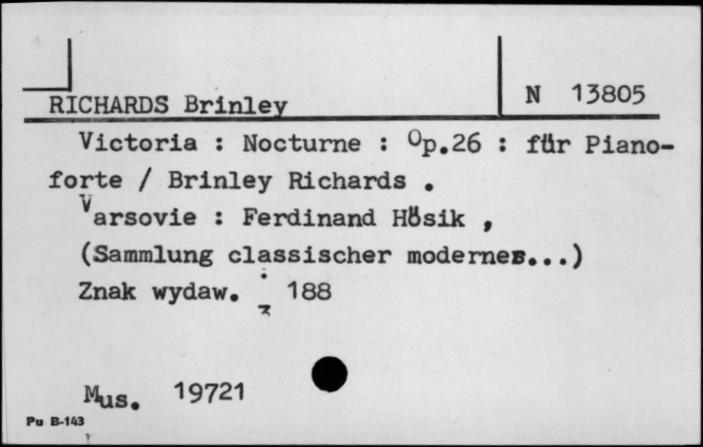 RICHARDS Brinley
N 13805
Victoria : Nocturne : Op.26 : für Piano-
forte / Brinley Richards .
Varsovie : Ferdinand Hösik ,
(Sammlung classischer modernes...)
Znak wydaw. : 188
Mus. 19721
Pu B-143